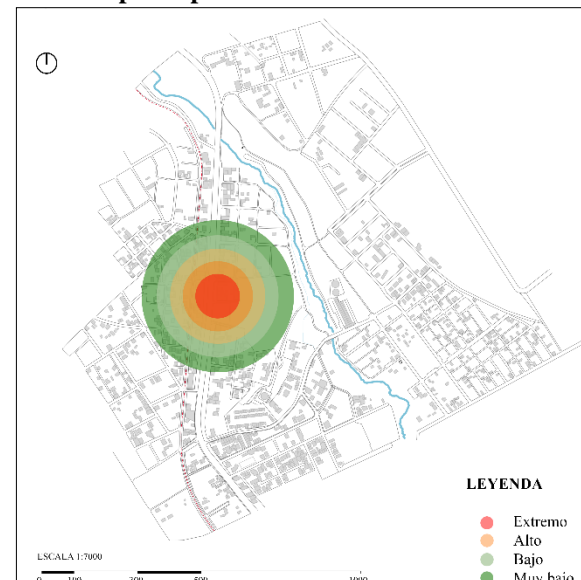 LEYENDA
Extremo
Alto
Bajo
Muy bajo
ESCALA 1:7000
0 100 300 500 1000